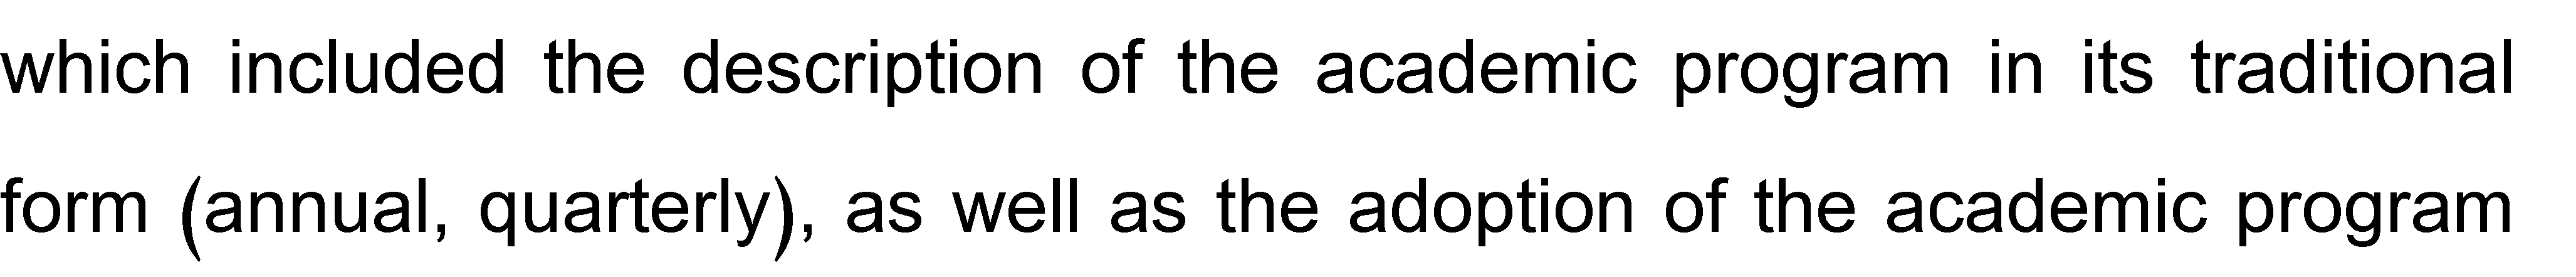 which included the description of the academic program in its traditional
form (annual, quarterly), as well as the adoption of the academic program